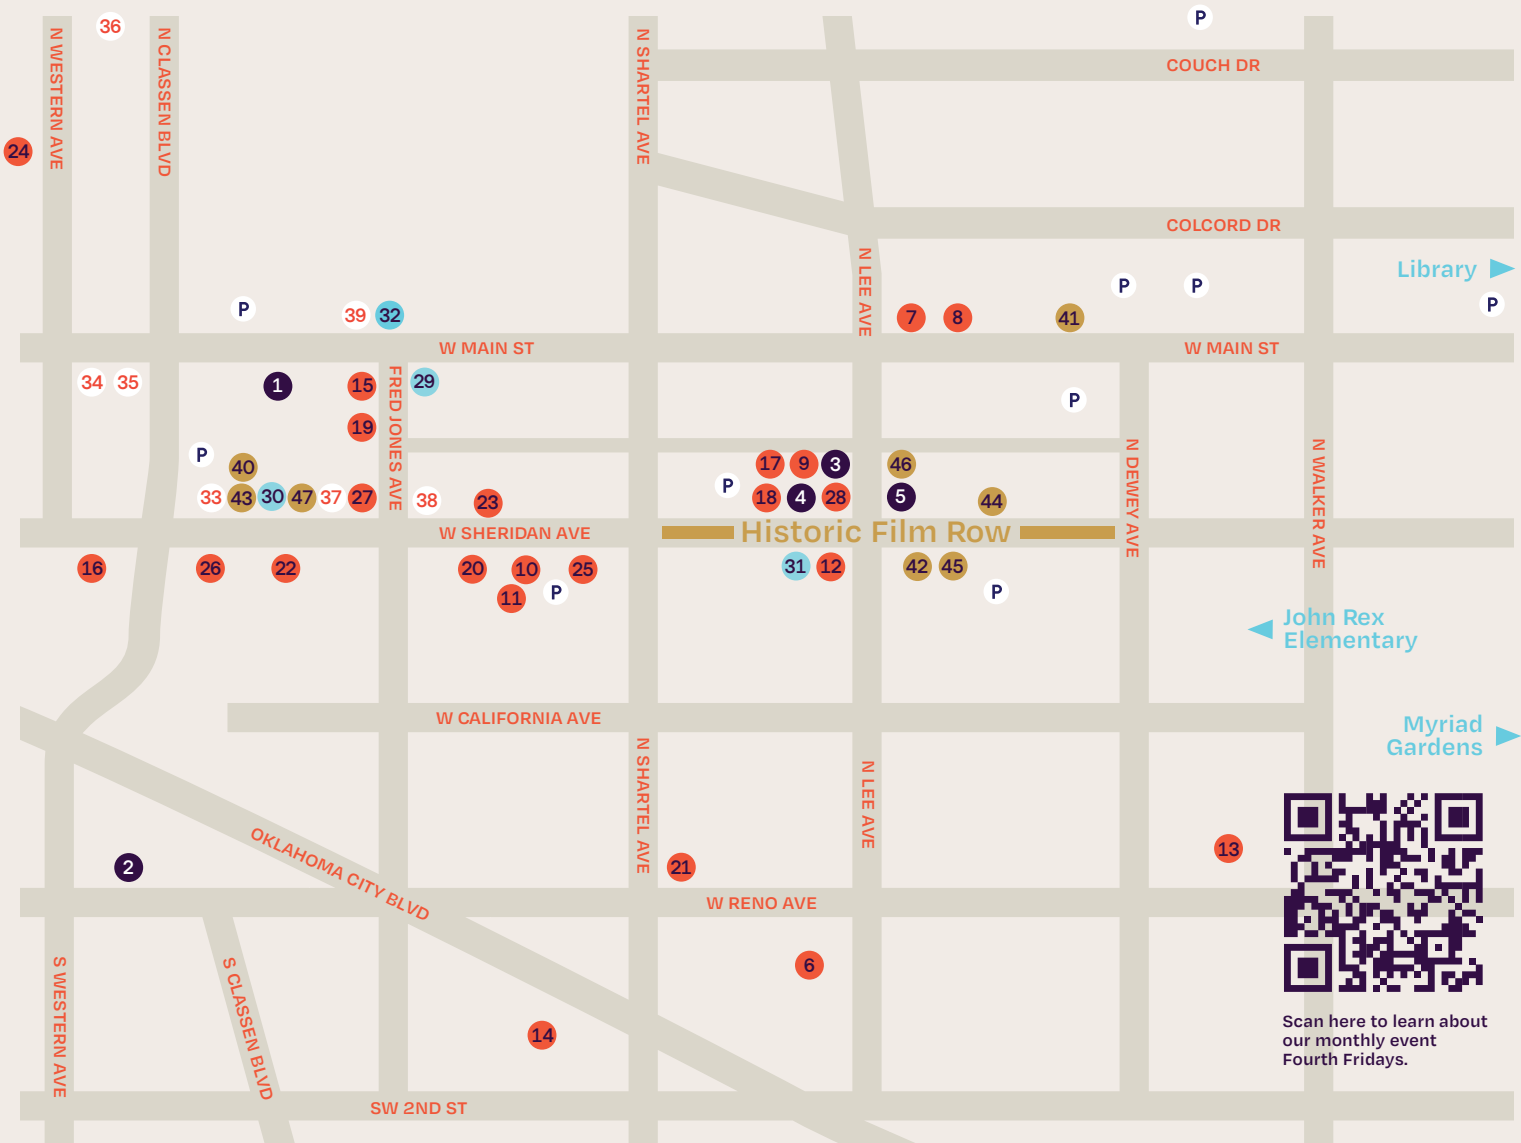 36
P
COUCH DR
N WESTERN AVE
N CLASSEN BLVD
N SHARTEL AVE
24
COLCORD DR
N LEE AVE
Library
P
P
P
P
39
32
7
8
41
W MAIN ST
W MAIN ST
34
35
1
15
FRED JONES AVE
29
P
19
P
40
17
9
3
46
N DEWEY AVE
N WALKER AVE
33
43
30
47
37
27
38
23
P
18
4
28
5
44
W SHERIDAN AVE
Historic Film Row
16
26
22
20
10
25
11
P
31
12
42
45
P
John Rex
Elementary
W CALIFORNIA AVE
Myriad
Gardens
N SHARTEL AVE
N LEE AVE
OKLAHOMA CITY BLVD
2
21
13
W RENO AVE
S WESTERN AVE
S CLASSEN BLVD
6
14
Scan here to learn about
our monthly event
Fourth Fridays.
SW 2ND ST